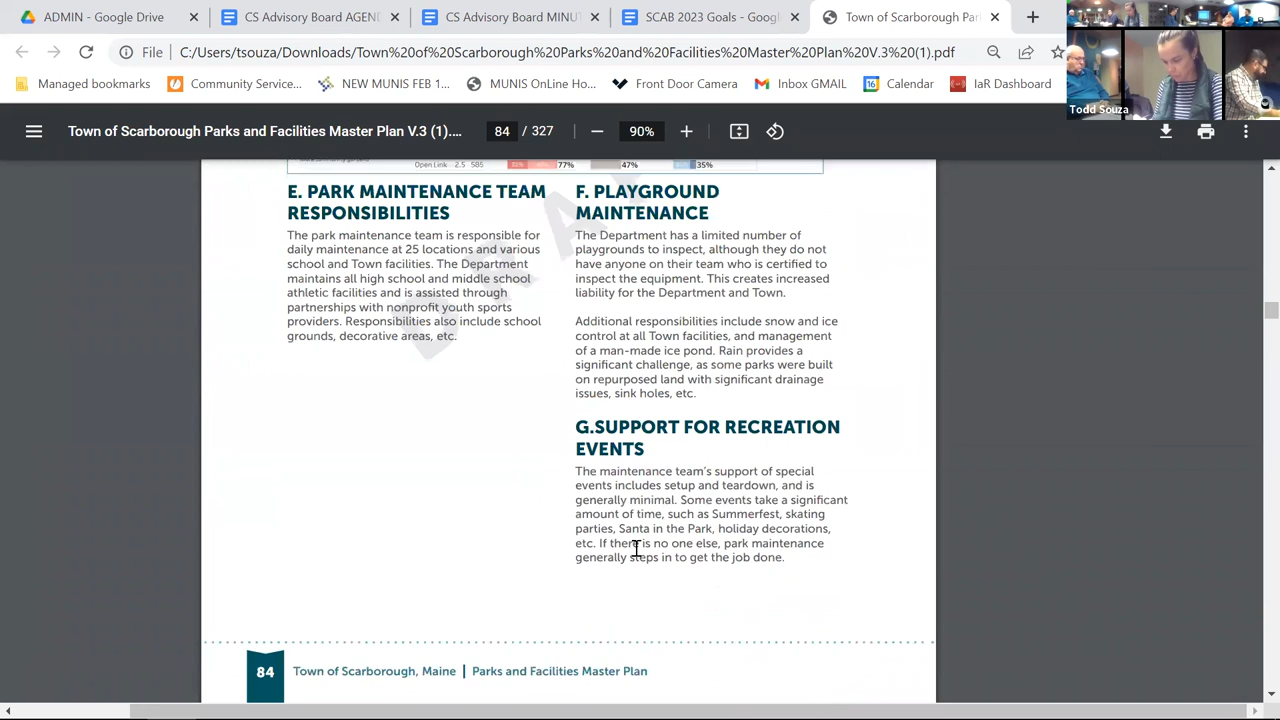 ADMIN - Google Drive
CS Advisory Board AGEN
CS Advisory Board MINU
SCAB 2023 Goals - Goog
Town of Scarborough Par
File
C:/Users/tsouza/Downloads/Town%20of%20Scarborough%20Parks%20and%20Facilities%20Master%20Plan%20V.3%20(1).pdf
Managed bookmarks
Community Service...
NEWMUNIS FEB 1...
MUNIS OnLine Ho...
Front Door Camera
Inbox GMAIL
16
Calendar
IaR Dashboard
Todd Souza
Town of Scarborough Parks and Facilities Master Plan V.3 (1)....
84 / 327
90%
Open Link - 2.5 585
77%
47%
35%
DRA
E. PARK MAINTENANCE TEAM
RESPONSIBILITIES
The park maintenance team is responsible for
daily maintenance at 25 locations and various
school and Town facilities. The Department
maintains all high school and middle school
athletic facilities and is assisted through
partnerships with nonprofit youth sports
providers. Responsibilities also include school
grounds, decorative areas, etc.
F. PLAYGROUND
MAINTENANCE
The Department has a limited number of
playgrounds to inspect, although they do not
have anyone on their team who is certified to
inspect the equipment. This creates increased
liability for the Department and Town.
Additional responsibilities include snow and ice
control at all Town facilities, and management
of a man-made ice pond. Rain provides a
significant challenge, as some parks were built
on repurposed land with significant drainage
issues, sink holes, etc.
G.SUPPORT FOR RECREATION
EVENTS
The maintenance team's support of special
events includes setup and teardown, and is
generally minimal. Some events take a significant
amount of time, such as Summerfest, skating
parties, Santa in the Park, holiday decorations,
etc. If there is no one else, park maintenance
generally steps in to get the job done.
84
Town of Scarborough, Maine | Parks and Facilities Master Plan